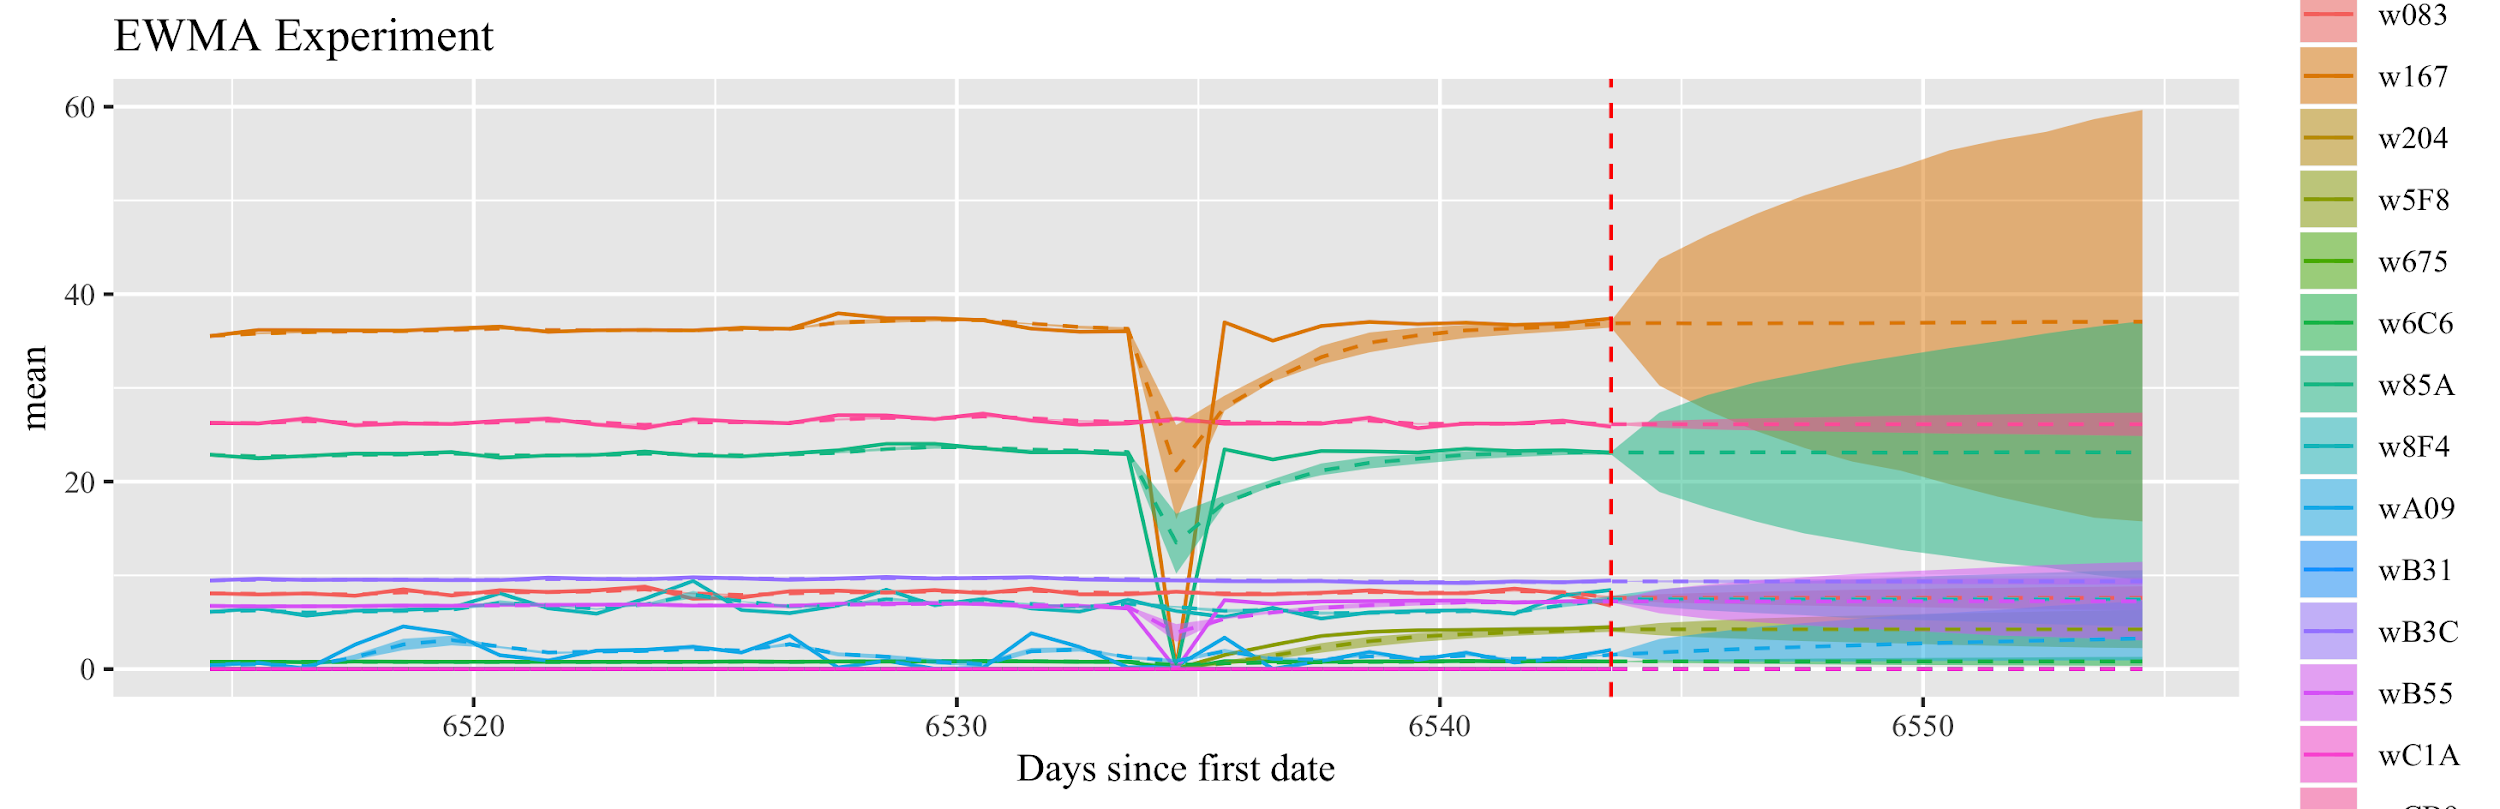 EWMA Experiment
mean
60
40
20
0
6520
6530
6540
6550
Days since first date
w083
w167
w204
w5F8
w675
w6C6
w85A
w8F4
wA09
wB31
wB3C
wB55
wC1A